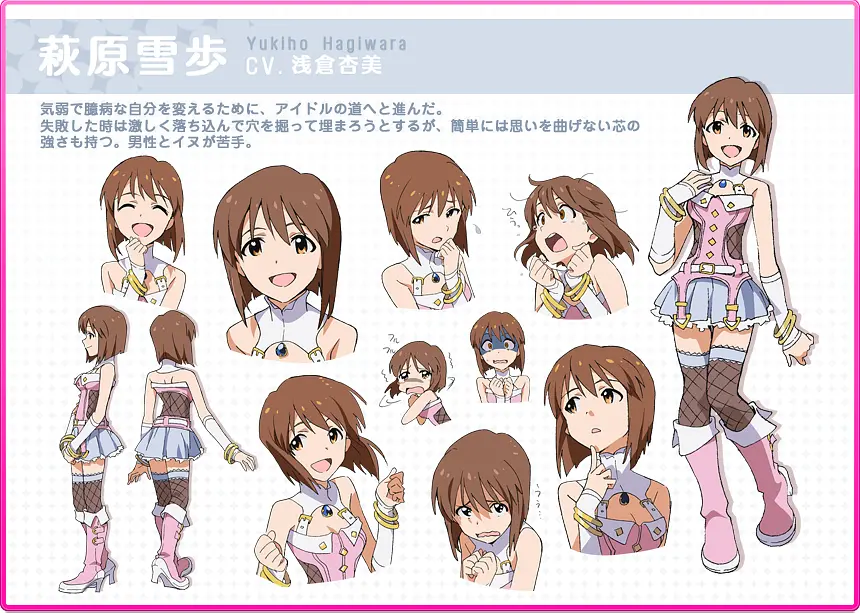 萩原雪歩
Yukiho Hagiwara
CV. 浅倉杏美
気弱で臆病な自分を変えるために、アイドルの道へと進んだ。
失敗した時は激しく落ち込んで穴を掘って埋まろうとするが、簡単には思いを曲げない芯の
強さも持つ。男性とイヌが苦手。
フル
フル